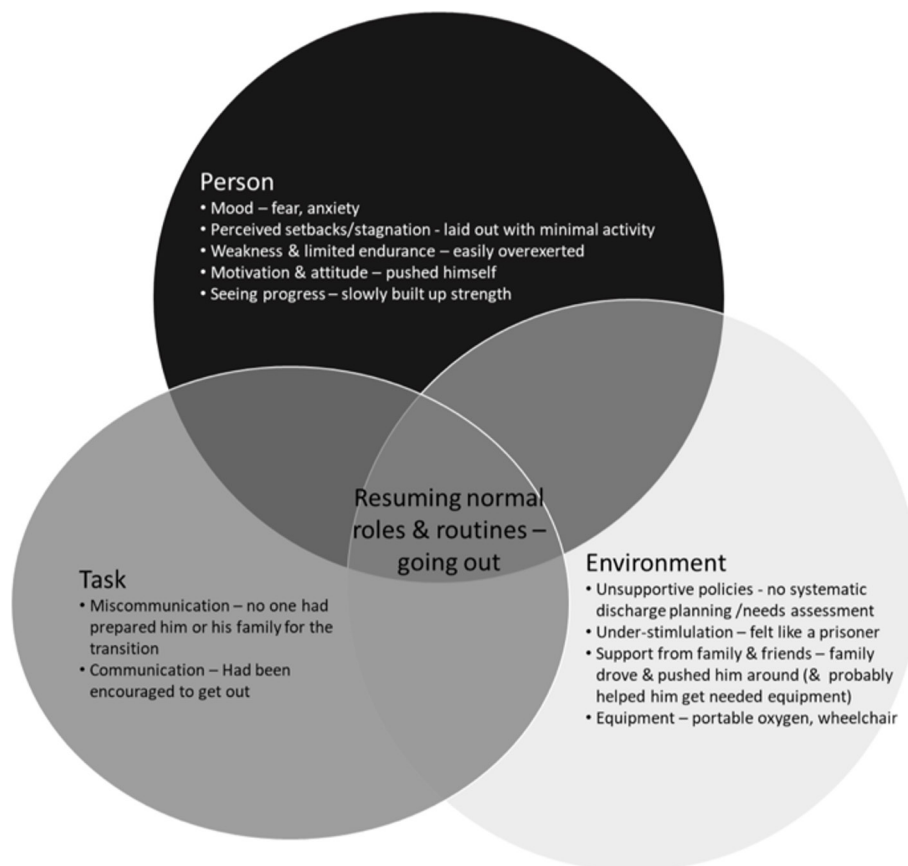 Person
• Mood – fear, anxiety
• Perceived setbacks/stagnation - laid out with minimal activity
• Weakness & limited endurance – easily overexerted
• Motivation & attitude – pushed himself
• Seeing progress – slowly built up strength
Resuming normal
roles & routines –
going out
Task
• Miscommunication – no one had
prepared him or his family for the
transition
• Communication – Had been
encouraged to get out
Environment
• Unsupportive policies - no systematic
discharge planning /needs assessment
• Under-stimlulation – felt like a prisoner
• Support from family & friends – family
drove & pushed him around (& probably
helped him get needed equipment)
• Equipment – portable oxygen, wheelchair